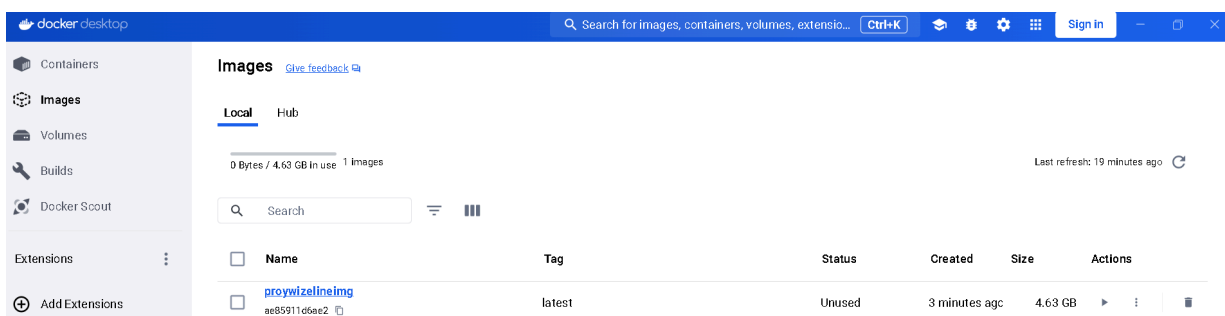 docker desktop
Search for images, containers, volumes, extensio... Ctrl+K
Sign in
Containers
Images
Volumes
Builds
Docker Scout
Extensions
Add Extensions
Images Give feedback
Local Hub
0 Bytes / 4.63 GB in use 1 images
Last refresh: 19 minutes ago
Search
Name Tag Status Created Size Actions
proywizelineimg latest Unused 3 minutes agc 4.63 GB
ae85911d6ae2